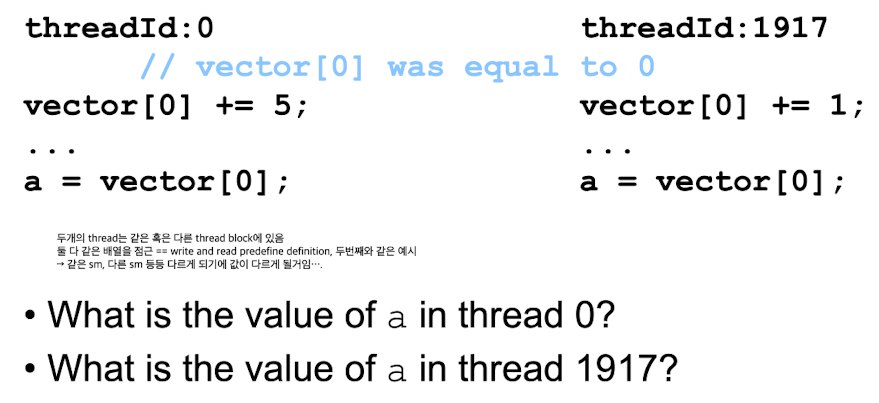 threadId:0 threadId:1917
// vector[0] was equal to 0
vector[0] += 5; vector[0] += 1;
... ...
a = vector[0]; a = vector[0];
두개의 thread는 같은 혹은 다른 thread block에 있음
둘 다 같은 배열을 점근 == write and read predefine definition, 두번째와 같은 예시
→ 같은 sm, 다른 sm 등등 다르게 되기에 값이 다르게 될거임….
• What is the value of a in thread 0?
• What is the value of a in thread 1917?